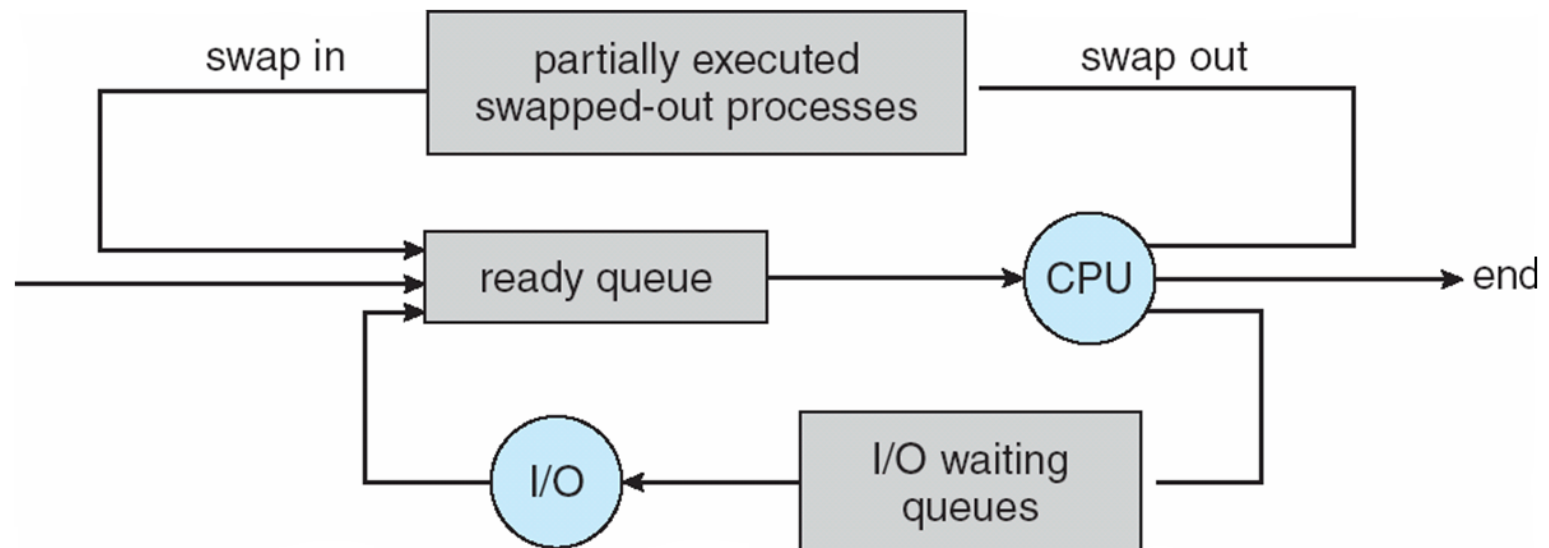 swap in
partially executed
swapped-out processes
swap out
ready queue
CPU
end
I/O
I/O waiting
queues